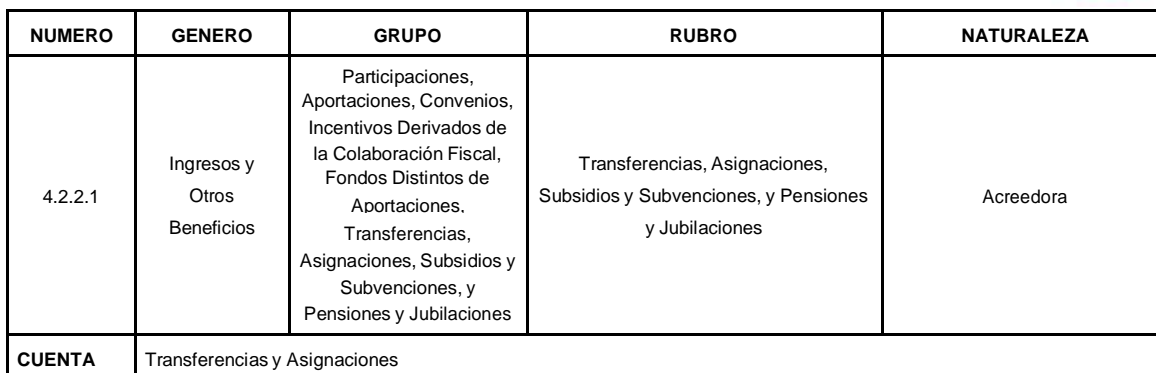 NUMERO GENERO GRUPO RUBRO NATURALEZA
4.2.2.1
Ingresos y
Otros
Beneficios
Participaciones,
Aportaciones, Convenios,
Incentivos Derivados de
la Colaboración Fiscal,
Fondos Distintos de
Aportaciones,
Transferencias,
Asignaciones, Subsidios y
Subvenciones, y
Pensiones y Jubilaciones
Transferencias, Asignaciones,
Subsidios y Subvenciones, y Pensiones
y Jubilaciones
Acreedora
CUENTA Transferencias y Asignaciones